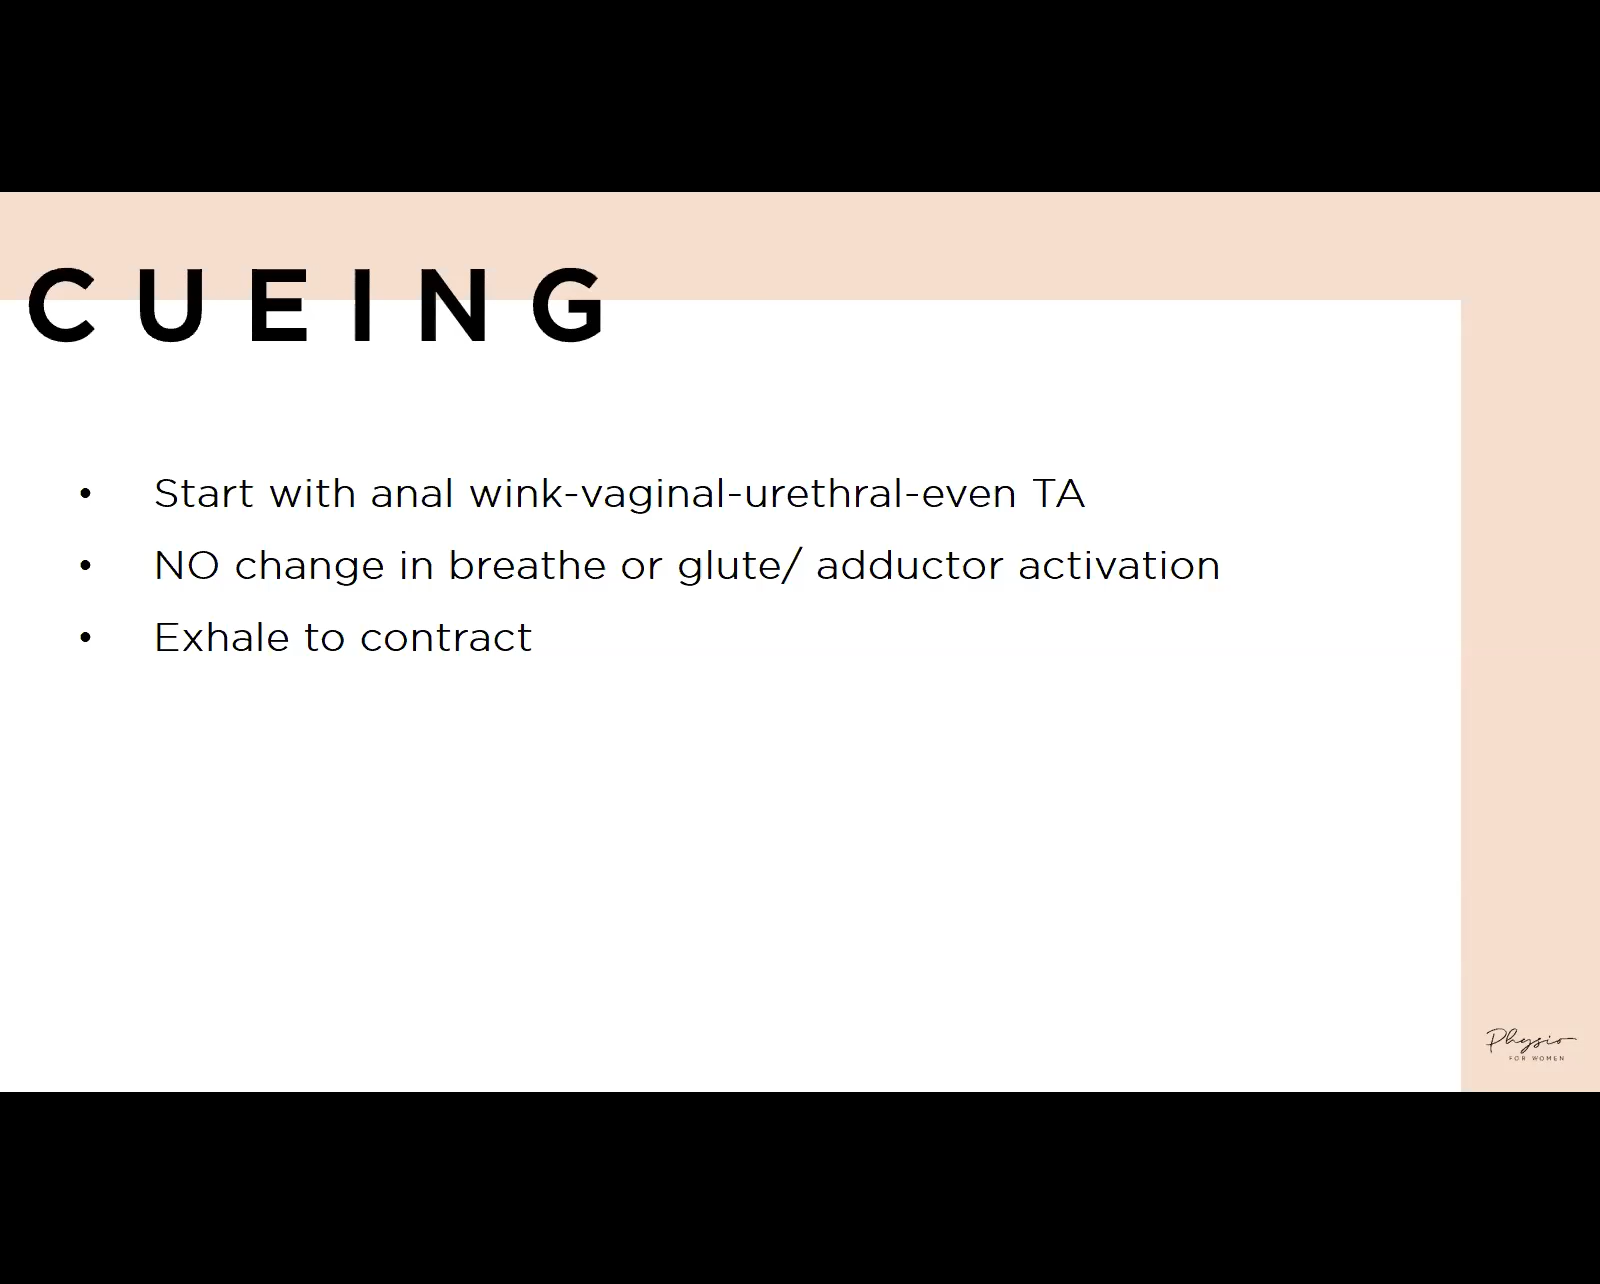 CUEING
• Start with anal wink-vaginal-urethral-even TA
• NO change in breathe or glute/ adductor activation
• Exhale to contract
Physio
FOR WOMEN